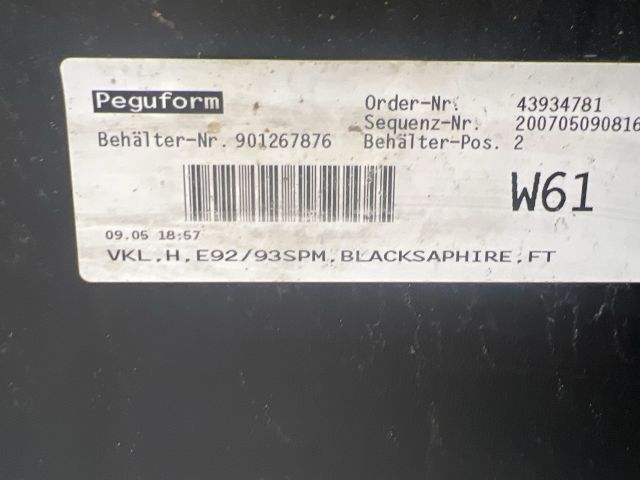 Peguform
Order-Nr. 43934781
Sequenz-Nr. 200705090816
Behälter-Nr. 901267876 Behälter-Pos. 2
W61
09.05 18:57
VKL,H,E92/93SPM,BLACKSAPHIRE,FT